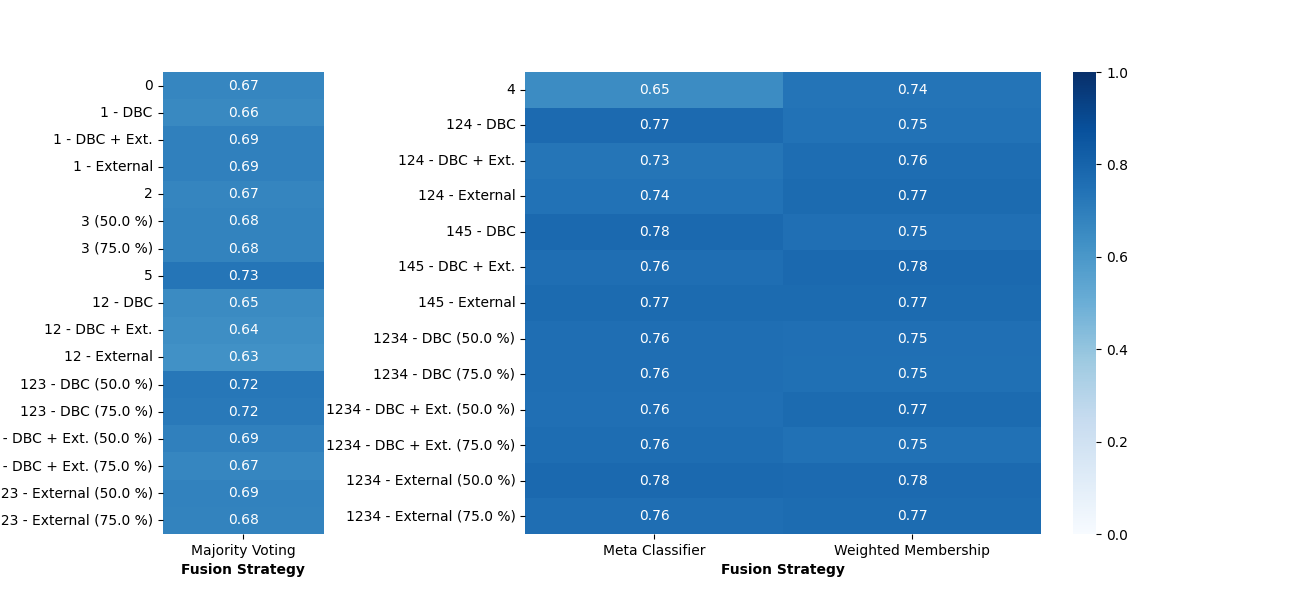 0 0.67
1 - DBC 0.66
1 - DBC + Ext. 0.69
1 - External 0.69
2 0.67
3 (50.0 %) 0.68
3 (75.0 %) 0.68
5 0.73
12 - DBC 0.65
12 - DBC + Ext. 0.64
12 - External 0.63
123 - DBC (50.0 %) 0.72
123 - DBC (75.0 %) 0.72
- DBC + Ext. (50.0 %) 0.69
- DBC + Ext. (75.0 %) 0.67
23 - External (50.0 %) 0.69
23 - External (75.0 %) 0.68
Majority Voting
Fusion Strategy
4 0.65 0.74
124 - DBC 0.77 0.75
124 - DBC + Ext. 0.73 0.76
124 - External 0.74 0.77
145 - DBC 0.78 0.75
145 - DBC + Ext. 0.76 0.78
145 - External 0.77 0.77
1234 - DBC (50.0 %) 0.76 0.75
1234 - DBC (75.0 %) 0.76 0.75
1234 - DBC + Ext. (50.0 %) 0.76 0.77
1234 - DBC + Ext. (75.0 %) 0.76 0.75
1234 - External (50.0 %) 0.78 0.78
1234 - External (75.0 %) 0.76 0.77
Meta Classifier Weighted Membership
Fusion Strategy
1.0
0.8
0.6
0.4
0.2
0.0